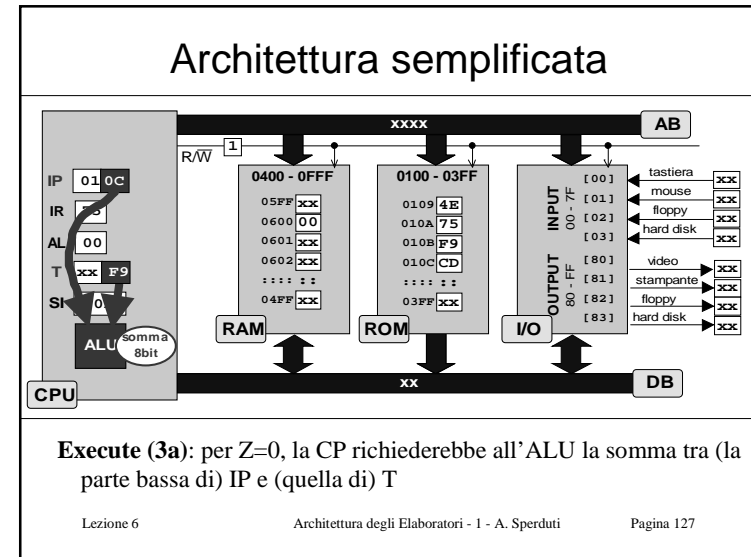 Architettura semplificata
xxxx
AB
R/W
1
IP
01 0C
IR
AL
00
T
xx F9
SI
ALU
somma
8bit
CPU
0400 - 0FFF
05FF xx
0600 00
0601 xx
0602 xx
:::: ::
04FF xx
RAM
0100 - 03FF
0109 4E
010A 75
010B F9
010C CD
:::: ::
03FF xx
ROM
INPUT
00 - 7F
OUTPUT
80 - FF
[00]
[01]
[02]
[03]
[80]
[81]
[82]
[83]
I/O
tastiera
xx
mouse
xx
floppy
xx
hard disk
xx
video
xx
stampante
xx
floppy
xx
hard disk
xx
xx
DB
Execute (3a): per Z=0, la CP richiederebbe all'ALU la somma tra (la
parte bassa di) IP e (quella di) T
Lezione 6
Architettura degli Elaboratori - 1 - A. Sperduti
Pagina 127